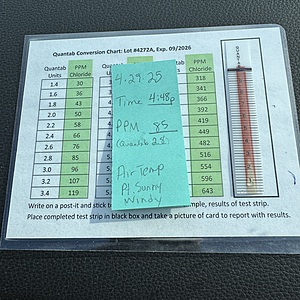 Quantab Conversion Chart: Lot #4272A, Exp. 09/2026
Quantab Units PPM Chloride
1.4 30
1.6 36
1.8 43
2.0 50
2.2 58
2.4 66
2.6 76
2.8 85
3.0 96
3.2 107
3.4 119
4.29.25
Time 4:48p
PPM 85
(Quantab 2.8)
Air Temp
Pt. Sunny
Windy
318
341
366
392
419
449
482
516
554
596
643
Write on a post-it and stick
mple, results of test strip.
Place completed test strip in black box and take a picture of card to report with results.